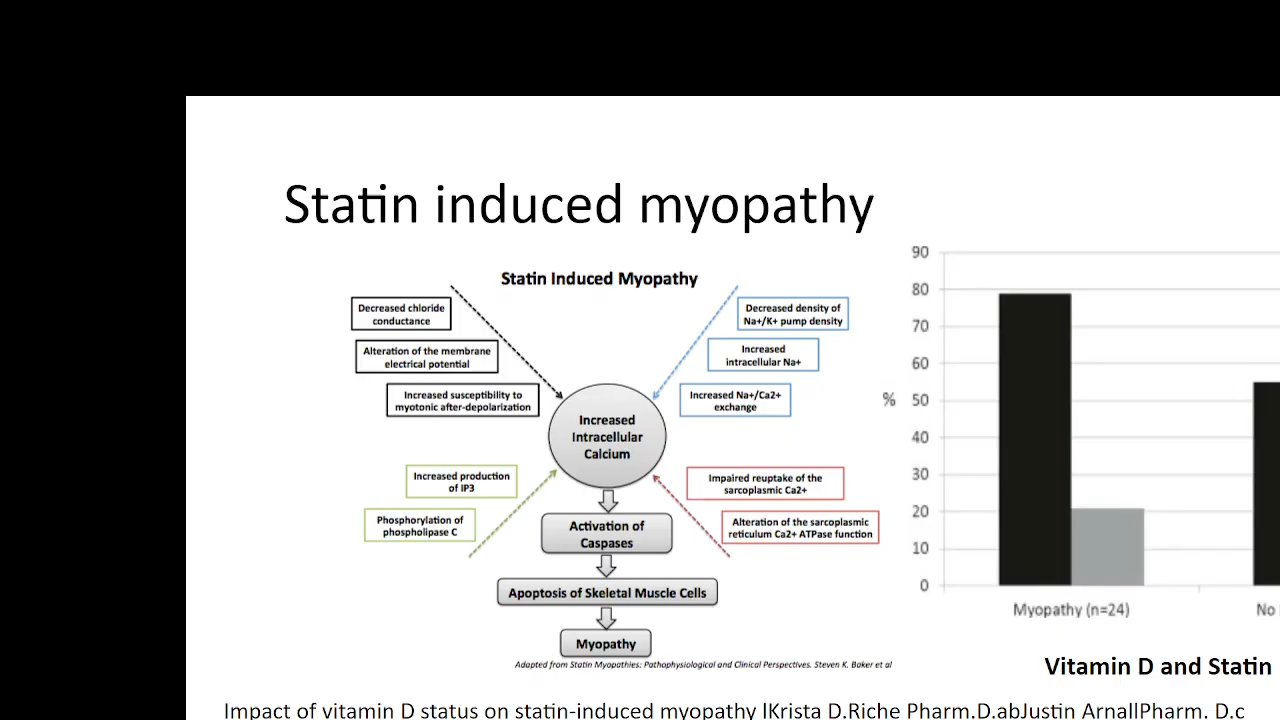 Statin induced myopathy
Statin Induced Myopathy
Decreased chloride
conductance
Alteration of the membrane
electrical potential
Increased susceptibility to
myotonic after-depolarization
Decreased density of
Na+/K+ pump density
Increased
intracellular Na+
Increased Na+/Ca2+
exchange
Increased
Intracellular
Calcium
Increased production
of IP3
Phosphorylation of
phospholipase C
Impaired reuptake of the
sarcoplasmic Ca2+
Alteration of the sarcoplasmic
reticulum Ca2+ ATPase function
Activation of
Caspases
Apoptosis of Skeletal Muscle Cells
Myopathy
Adapted from Statin Myopathies: Pathophysiological and Clinical Perspectives. Steven K. Baker et al
90
80
70
60
%
50
40
30
20
10
0
Myopathy (n=24)
No
Vitamin D and Statin
Impact of vitamin D status on statin-induced myopathy lKrista D.Riche Pharm.D.abJustin ArnallPharm. D.c